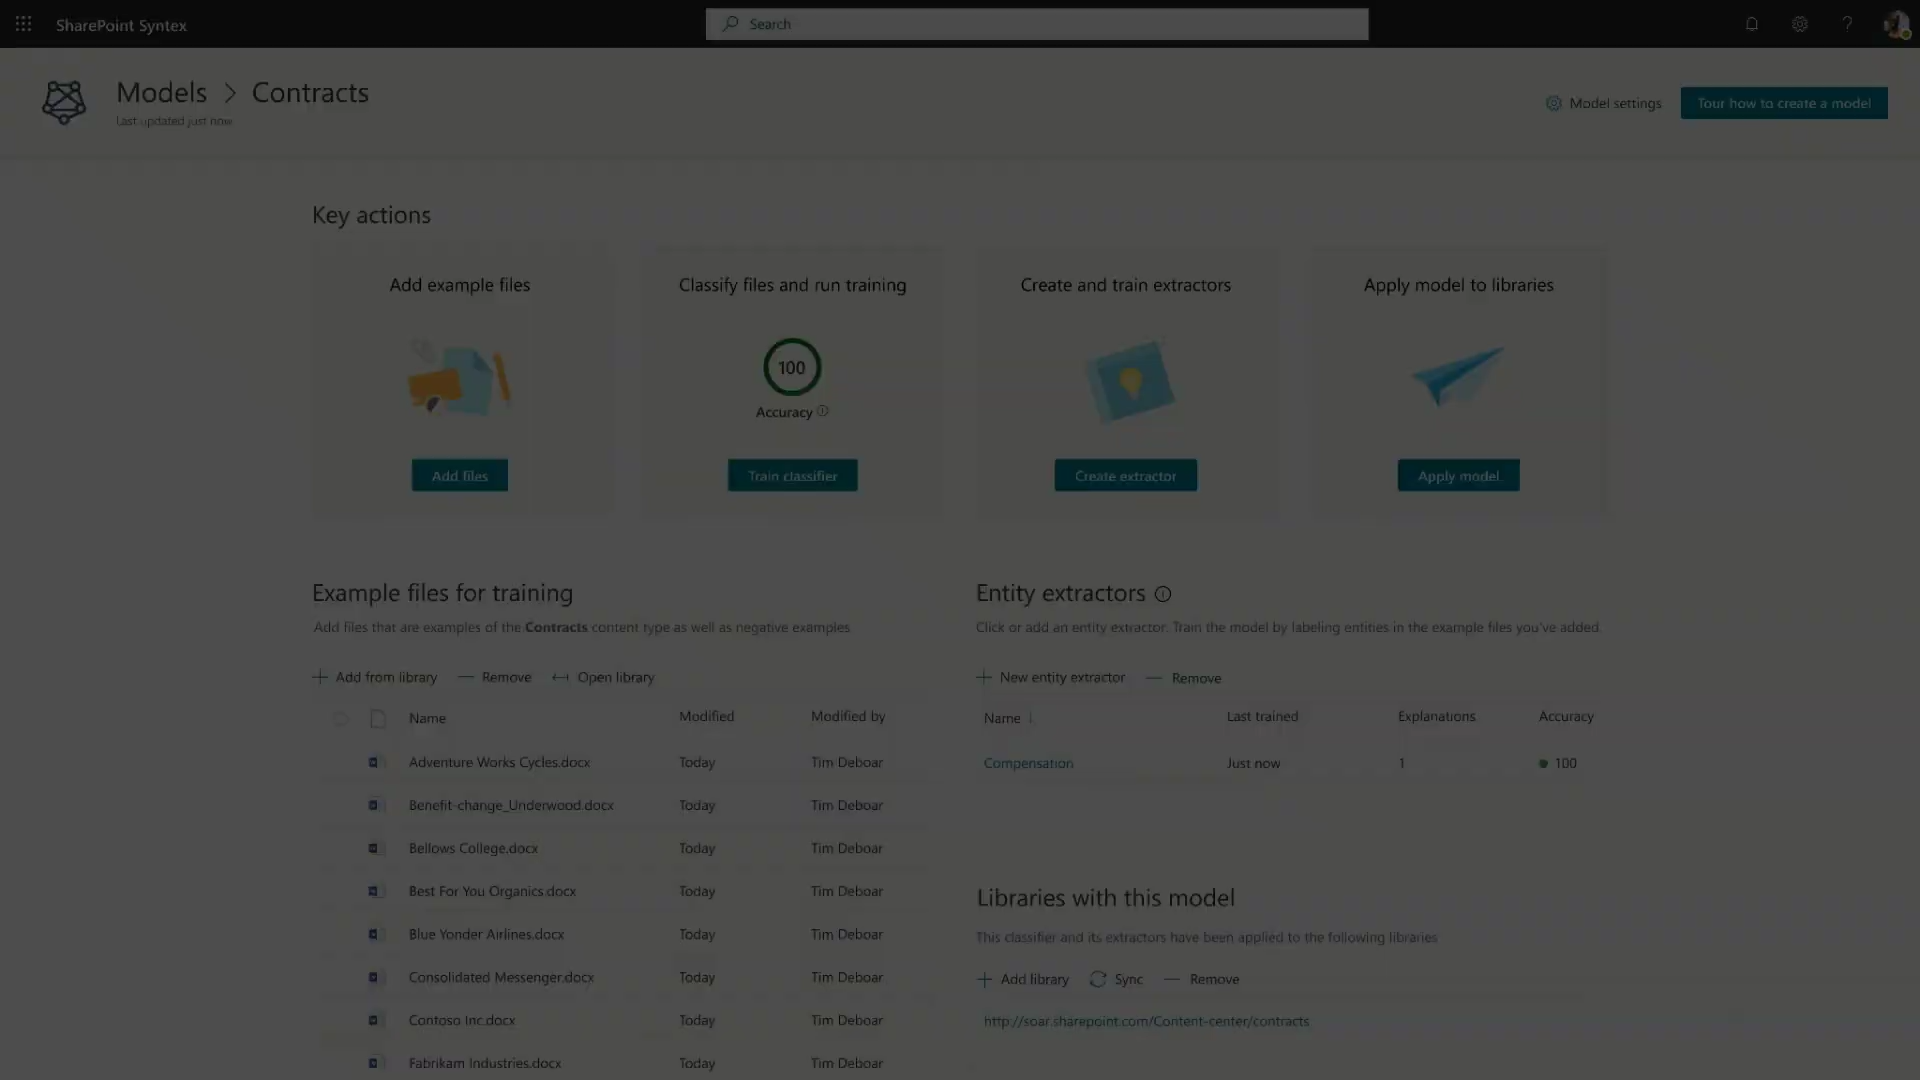 SharePoint Syntex
Search
?
Models > Contracts
Last updated just now
Model settings
Tour how to create a model
Key actions
Add example files
Classify files and run training
Create and train extractors
Apply model to libraries
100
Accuracy
Add files
Train classifier
Create extractor
Apply model
Example files for training
Add files that are examples of the Contracts content type as well as negative examples
+ Add from library — Remove Open library
Name Modified Modified by
Adventure Works Cycles.docx Today Tim Deboar
Benefit-change_Underwood.docx Today Tim Deboar
Bellows College.docx Today Tim Deboar
Best For You Organics.docx Today Tim Deboar
Blue Yonder Airlines.docx Today Tim Deboar
Consolidated Messenger.docx Today Tim Deboar
Contoso Inc.docx Today Tim Deboar
Fabrikam Industries.docx Today Tim Deboar
Entity extractors
Click or add an entity extractor. Train the model by labeling entities in the example files you've added.
+ New entity extractor — Remove
Name ↓ Last trained Explanations Accuracy
Compensation Just now 1 100
Libraries with this model
This classifier and its extractors have been applied to the following libraries
+ Add library Sync — Remove
http://soar.sharepoint.com/Content-center/contracts